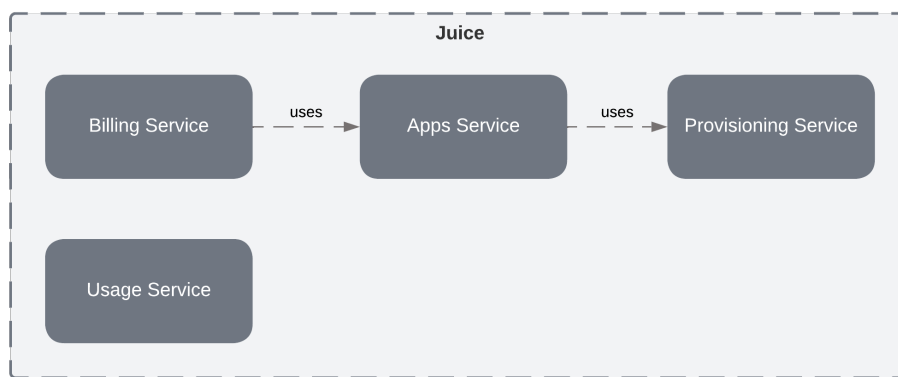 Juice
Billing Service
uses
Apps Service
uses
Provisioning Service
Usage Service